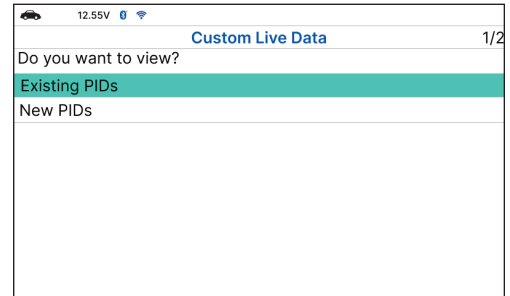 12.55V
Custom Live Data 1/2
Do you want to view?
Existing PIDs
New PIDs